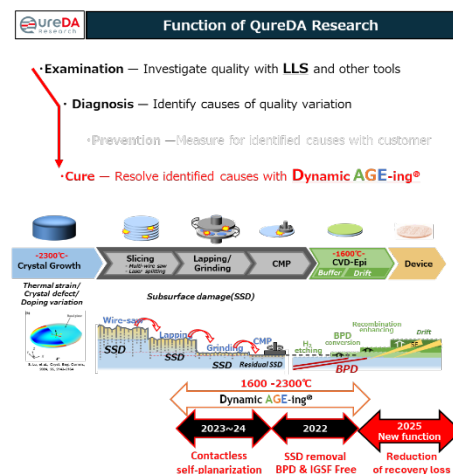 QureDA
Research
Function of QureDA Research
・Examination — Investigate quality with LLS and other tools
・Diagnosis — Identify causes of quality variation
・Prevention —Measure for identified causes with customer
・Cure — Resolve identified causes with Dynamic AGE-ing®
-2300℃-
Crystal Growth
Slicing
- Multi-wire saw
- Laser splitting
Lapping/
Grinding
CMP
-1600℃-
CVD-Epi
Buffer Drift
Device
Thermal strain/
Crystal defect/
Doping variation
Subsurface damage(SSD)
Wire-saw
Lapping
Grinding
CMP
SSD
SSD
SSD
Residual SSD
H₂
etching
BPD
conversion
Recombination
enhancing
Drift
SF
BPD
1600 -2300℃
Dynamic AGE-ing®
2023~24
2022
2025
New function
Contactless
self-planarization
SSD removal
BPD & IGSF Free
Reduction
of recovery loss